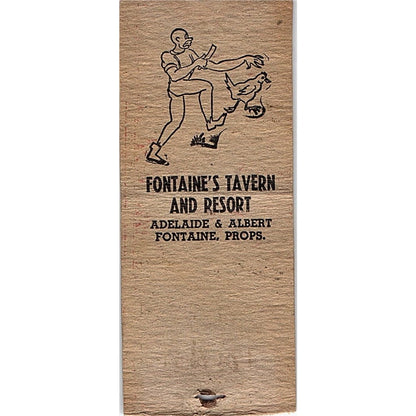 FONTAINE'S TAVERN
AND RESORT
ADELAIDE & ALBERT
FONTAINE, PROPS.